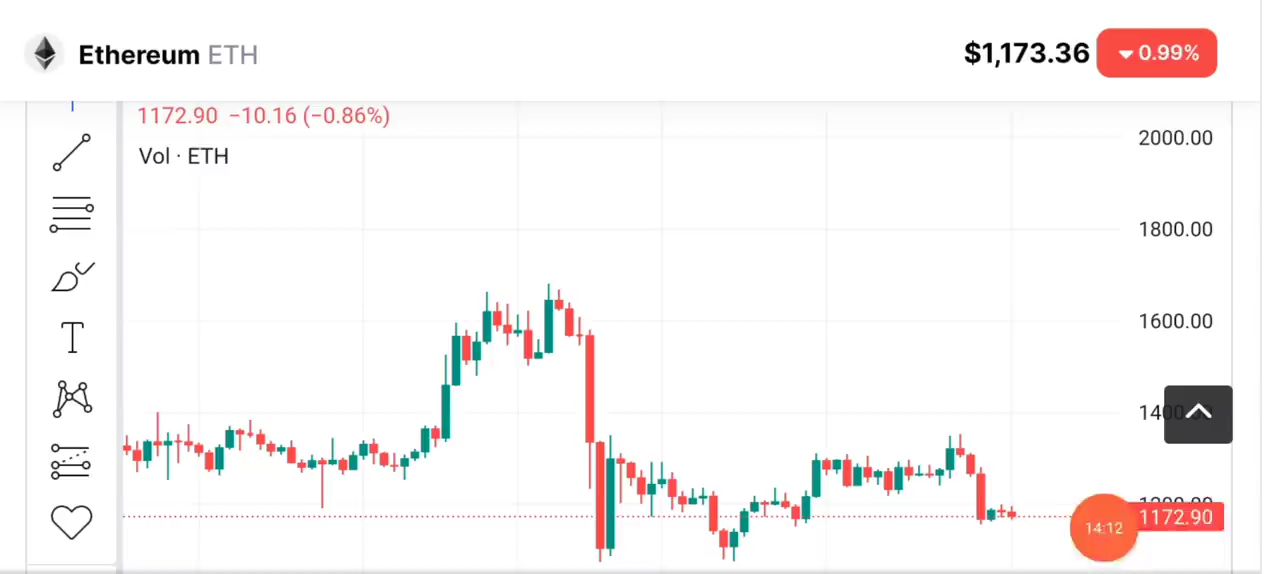 Ethereum ETH
$1,173.36 ▼0.99%
1172.90 −10.16 (−0.86%)
Vol · ETH
2000.00
1800.00
1600.00
1172.90
14:12